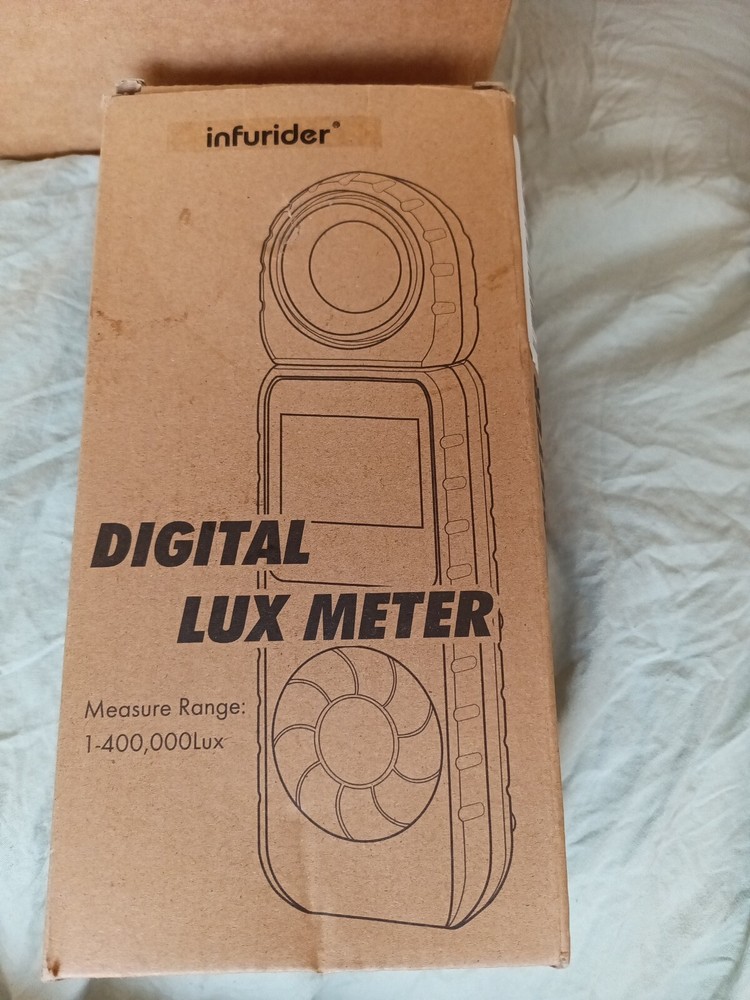 infurider®
DIGITAL
LUX METER
Measure Range:
1-400,000Lux